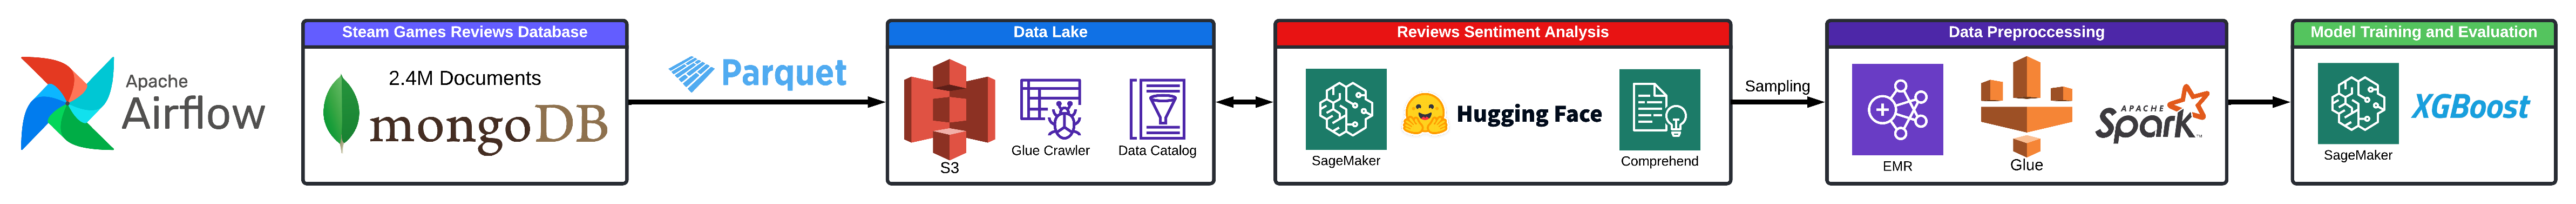 Apache
Airflow
Steam Games Reviews Database
2.4M Documents
mongoDB
Parquet
Data Lake
S3
Glue Crawler
Data Catalog
Reviews Sentiment Analysis
SageMaker
Hugging Face
Comprehend
Sampling
Data Preproccessing
EMR
Glue
APACHE
Spark™
Model Training and Evaluation
SageMaker
XGBoost